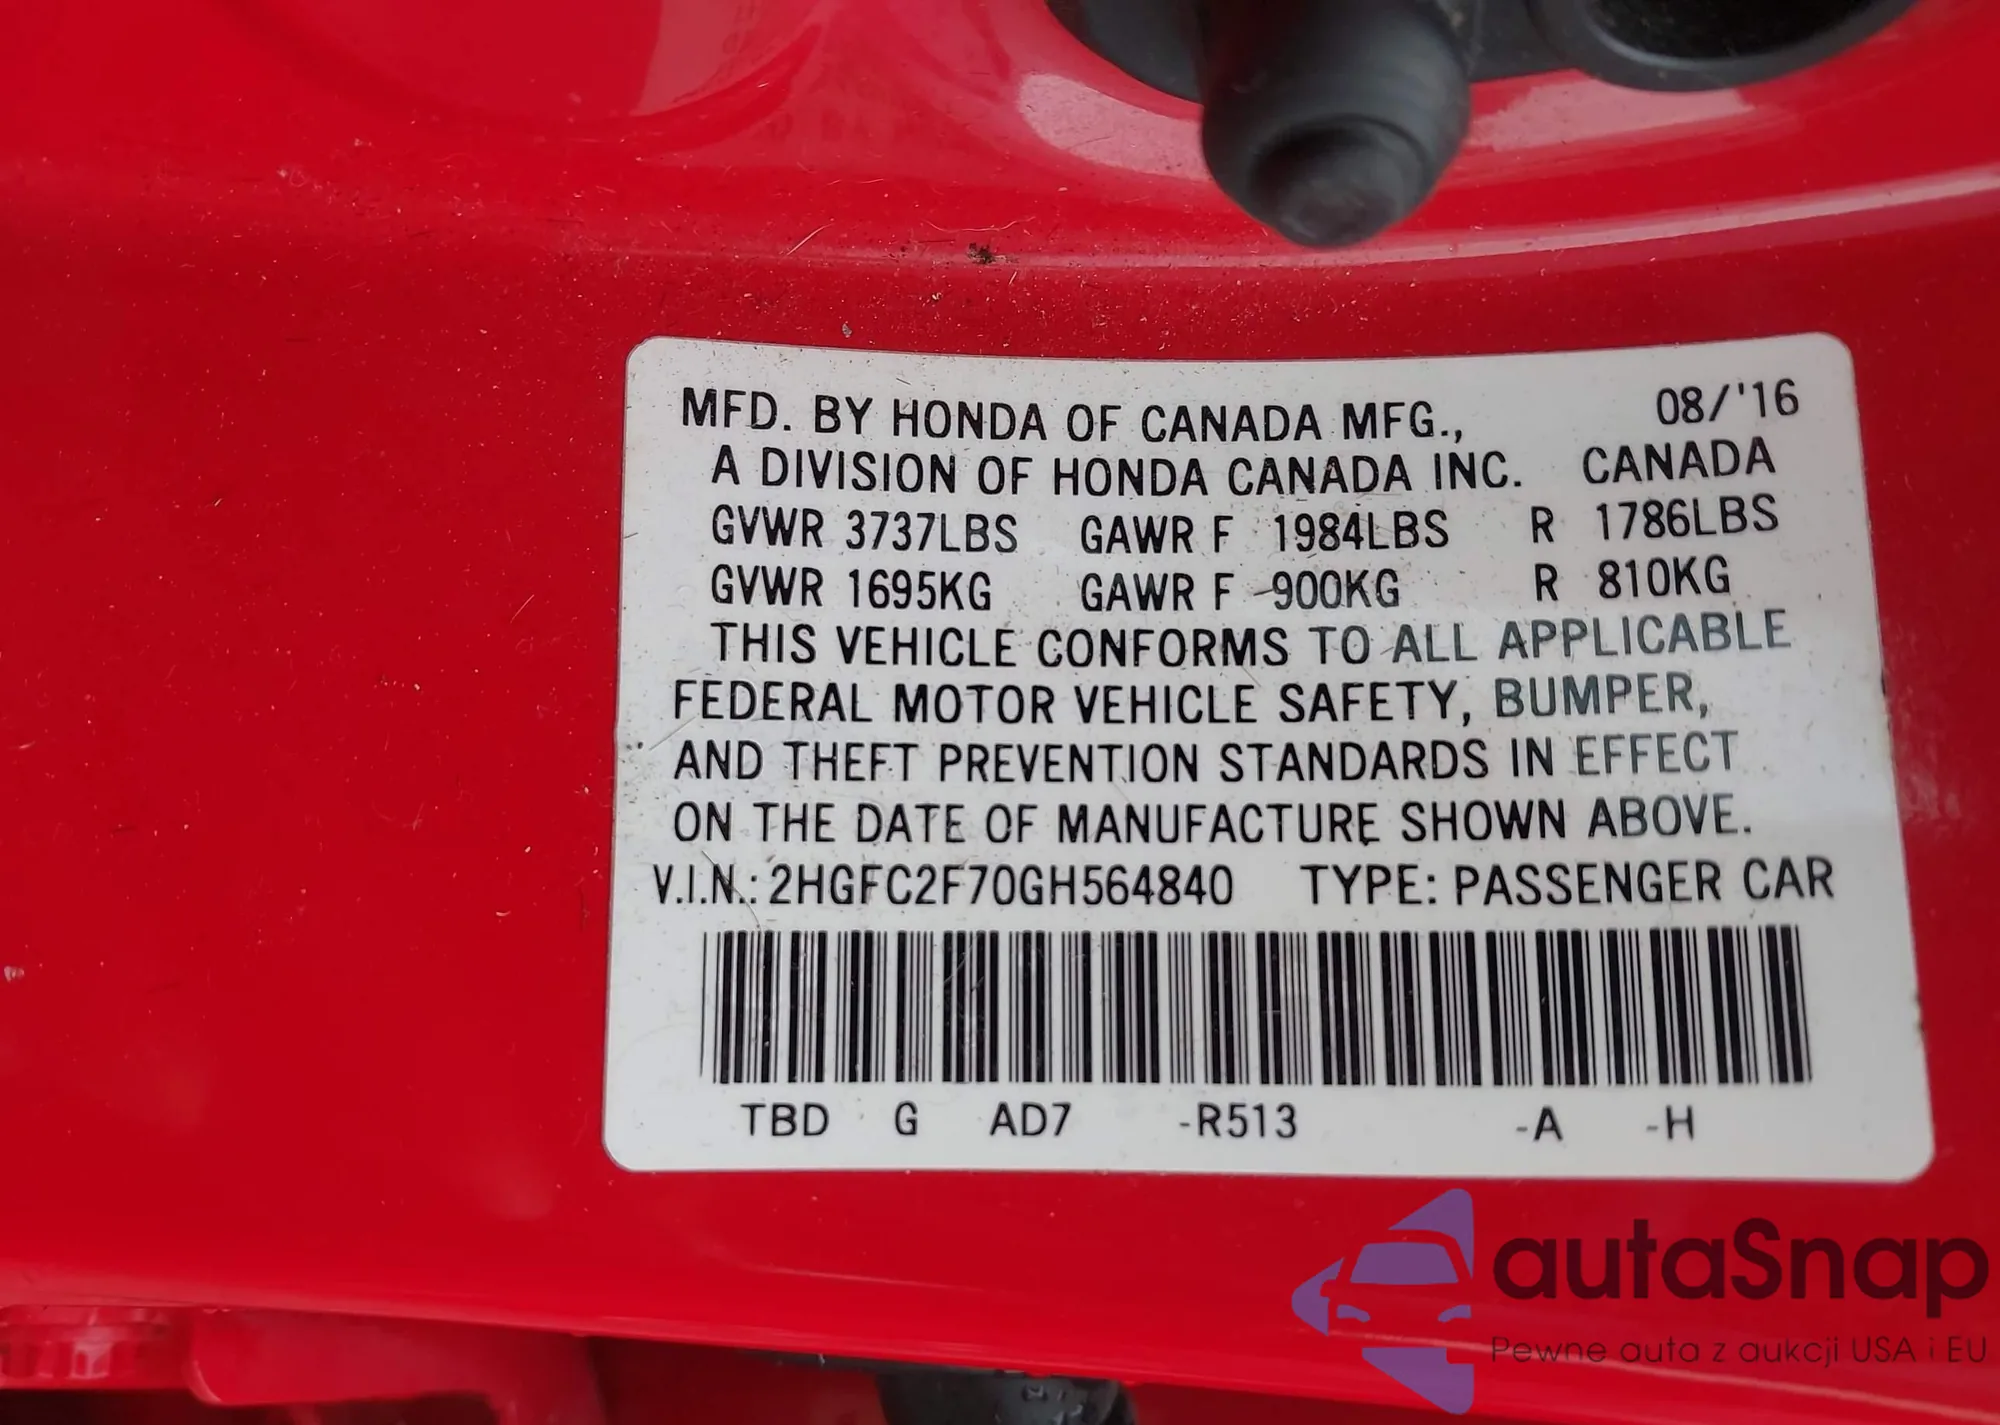 MFD. BY HONDA OF CANADA MFG., 08/'16
A DIVISION OF HONDA CANADA INC. CANADA
GVWR 3737LBS GAWR F 1984LBS R 1786LBS
GVWR 1695KG GAWR F 900KG R 810KG
THIS VEHICLE CONFORMS TO ALL APPLICABLE
FEDERAL MOTOR VEHICLE SAFETY, BUMPER,
AND THEFT PREVENTION STANDARDS IN EFFECT
ON THE DATE OF MANUFACTURE SHOWN ABOVE.
V.I.N.: 2HGFC2F70GH564840 TYPE: PASSENGER CAR
TBD G AD7 -R513 -A -H
autaSnap
Pewne auta z aukcji USA i EU